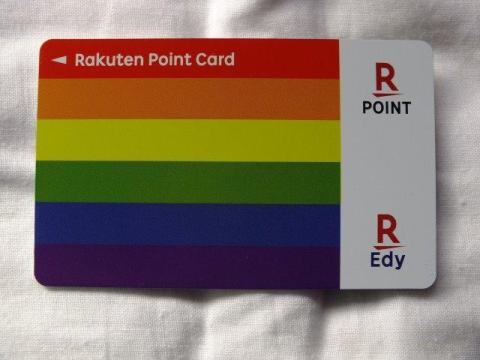 Rakuten Point Card
R
POINT
R
Edy